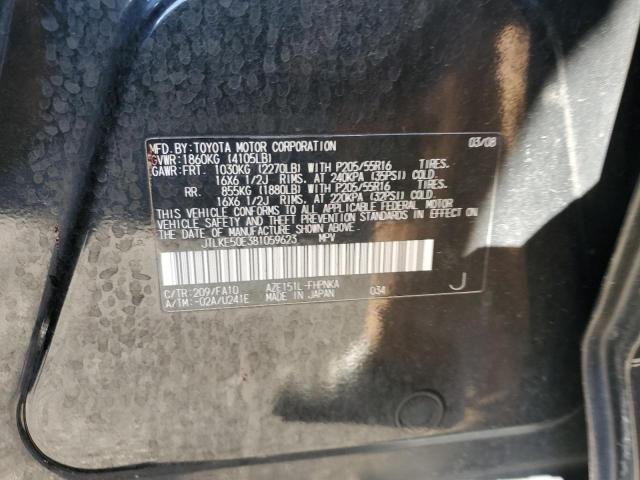 MFD.BY:TOYOTA MOTOR CORPORATION 03/08
GVWR:1860KG (4105LB)
GAWR:FRT. 1030KG (2270LB) WITH P205/55R16 TIRES.
16X6 1/2J RIMS, AT 240KPA (35PSI) COLD.
RR. 855KG (1880LB) WITH P205/55R16 TIRES.
16X6 1/2J RIMS, AT 220KPA (32PSI) COLD.
THIS VEHICLE CONFORMS TO ALL APPLICABLE FEDERAL MOTOR
VEHICLE SAFETY AND THEFT PREVENTION STANDARDS IN EFFECT ON
THE DATE OF MANUFACTURE SHOWN ABOVE.
JTLKE50E381059623 MPV
C/TR:209/FA10 AZE151L-FHPNKA J
A/TM:-02A/U241E MADE IN JAPAN 034